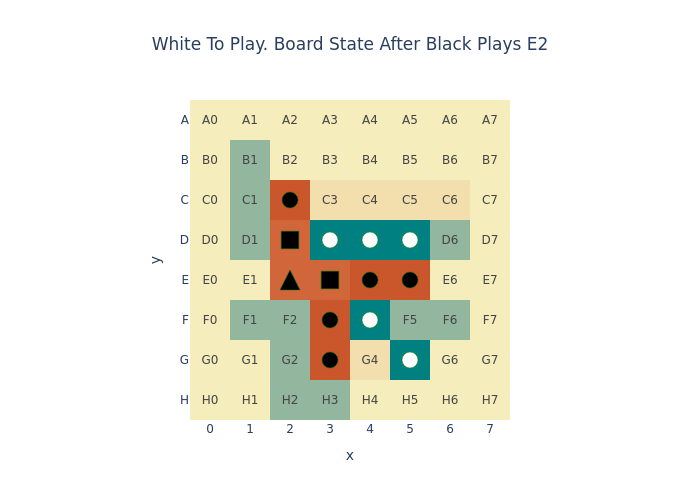 White To Play. Board State After Black Plays E2
A A0 A1 A2 A3 A4 A5 A6 A7
B B0 B1 B2 B3 B4 B5 B6 B7
C C0 C1 C3 C4 C5 C6 C7
D D0 D1 D6 D7
E E0 E1 E6 E7
F F0 F1 F2 F5 F6 F7
G G0 G1 G2 G4 G6 G7
H H0 H1 H2 H3 H4 H5 H6 H7
0 1 2 3 4 5 6 7
x
y